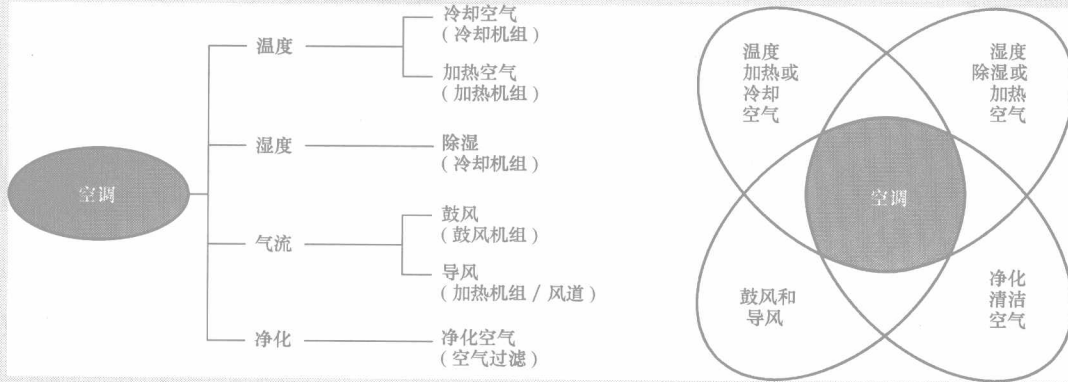 空调
温度
冷却空气
(冷却机组)
加热空气
(加热机组)
湿度
除湿
(冷却机组)
气流
鼓风
(鼓风机组)
导风
(加热机组/风道)
净化
净化空气
(空气过滤)
温度
加热或
冷却
空气
湿度
除湿或
加热
空气
空调
鼓风和
导风
净化
清洁
空气